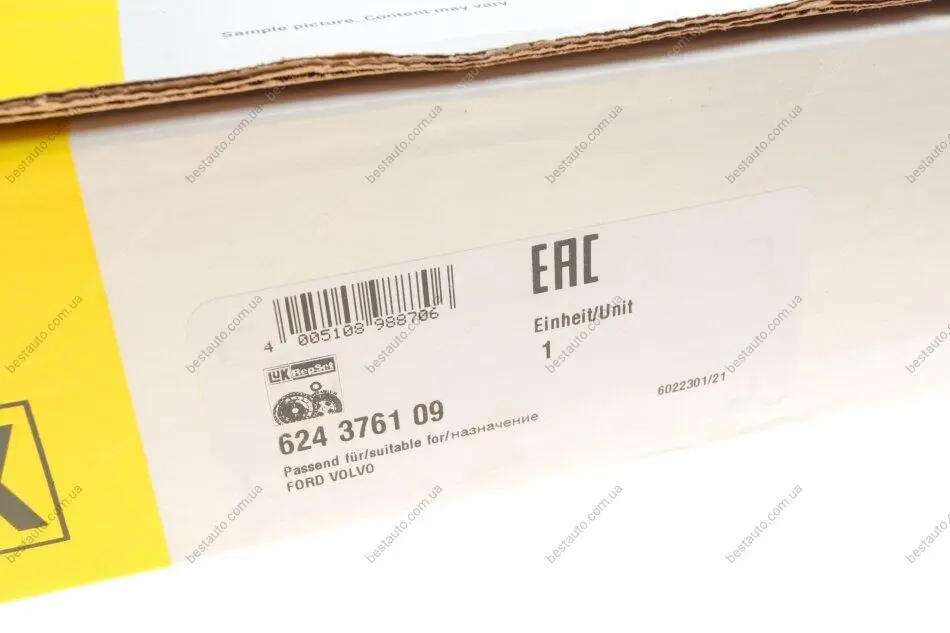 Sample picture. Content may vary
EAC
4 005108 988706
Einheit/Unit
1
LUK RepSet
624 3761 09
6022301/21
Passend für/suitable for/назначение
FORD VOLVO
K
bestauto.com.ua